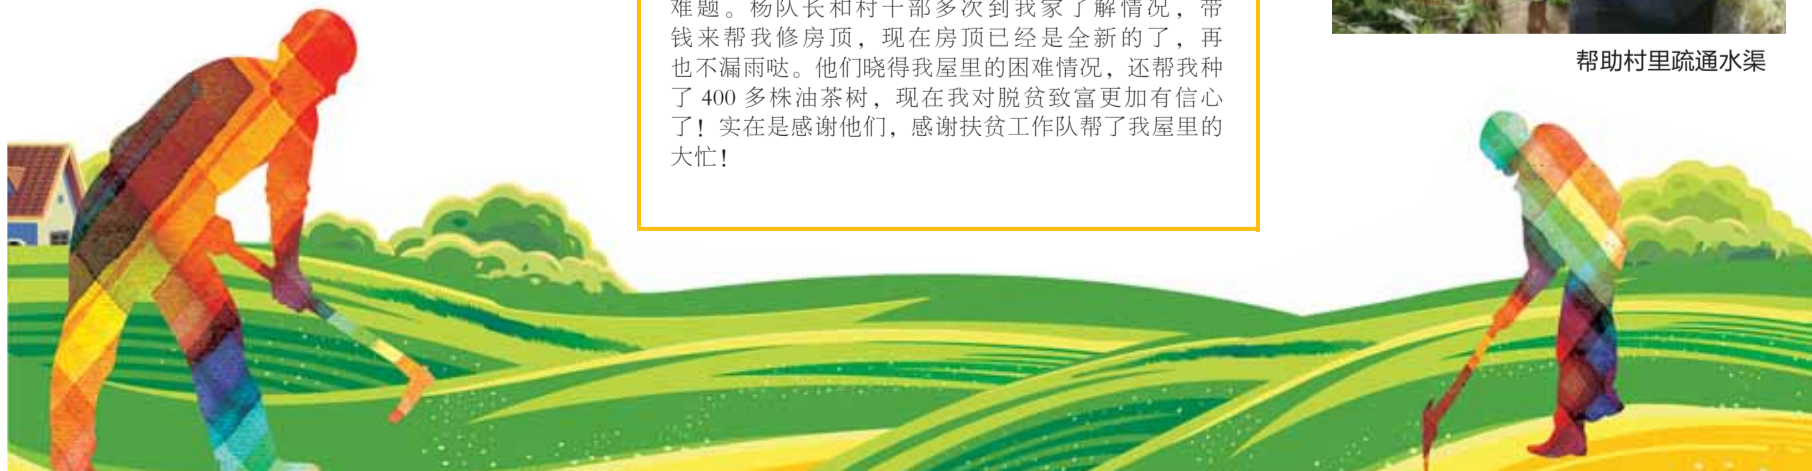 难题。杨队长和村干部多次到我家了解情况，带
钱来帮我修房顶，现在房顶已经是全新的了，再
也不漏雨哒。他们晓得我屋里的困难情况，还帮我种
了 400 多株油茶树，现在我对脱贫致富更加有信心
了！实在是感谢他们，感谢扶贫工作队帮了我屋里的
大忙！
帮助村里疏通水渠